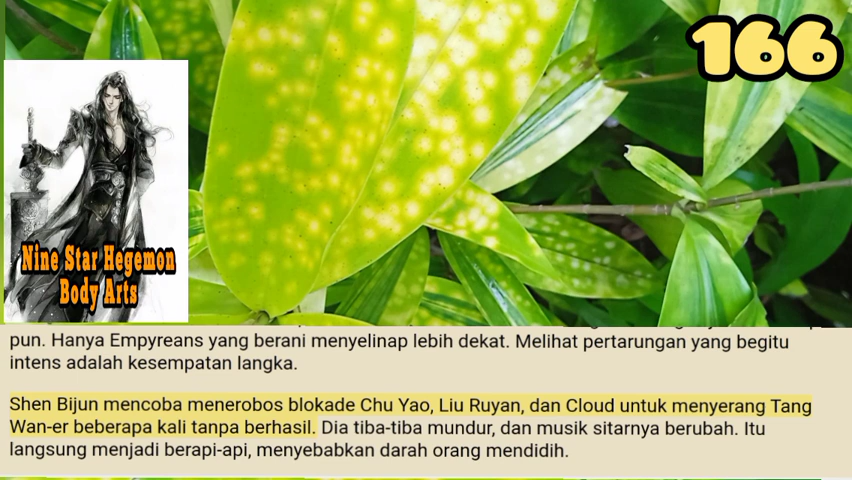 166
Nine Star Hegemon
Body Arts
pun. Hanya Empyreans yang berani menyelinap lebih dekat. Melihat pertarungan yang begitu
intens adalah kesempatan langka.
Shen Bijun mencoba menerobos blokade Chu Yao, Liu Ruyan, dan Cloud untuk menyerang Tang
Wan-er beberapa kali tanpa berhasil. Dia tiba-tiba mundur, dan musik sitarnya berubah. Itu
langsung menjadi berapi-api, menyebabkan darah orang mendidih.